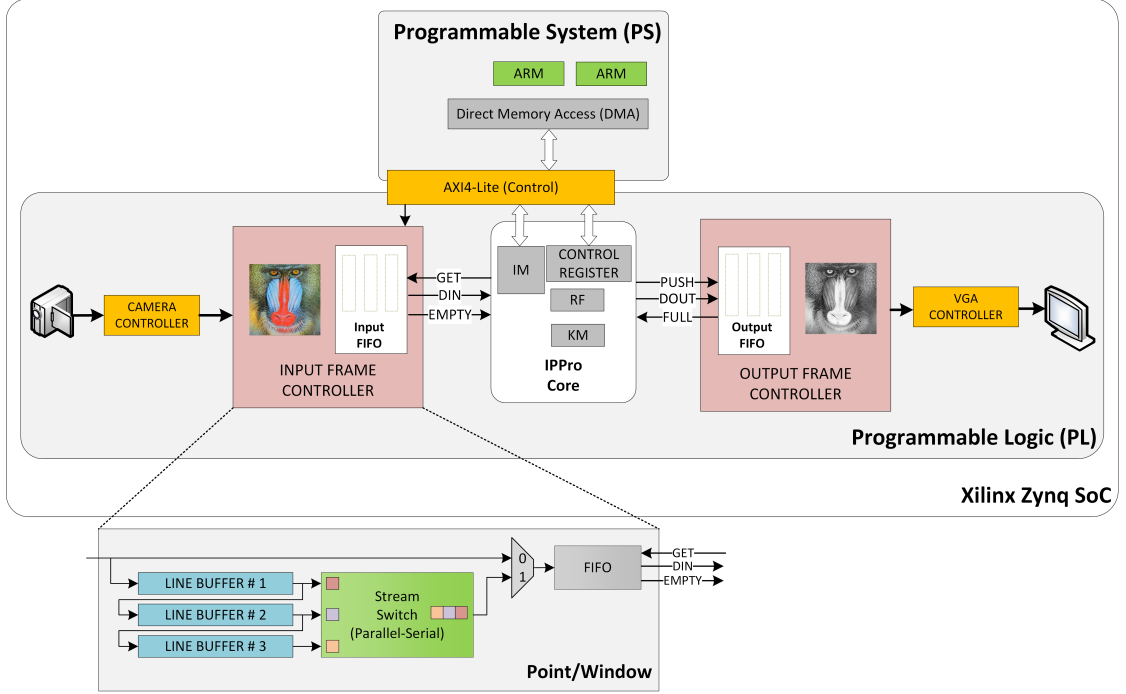 Programmable System (PS)
ARM
ARM
Direct Memory Access (DMA)
AXI4-Lite (Control)
CAMERA
CONTROLLER
Input
FIFO
INPUT FRAME
CONTROLLER
GET
DIN
EMPTY
IM
CONTROL
REGISTER
RF
KM
IPPro
Core
PUSH
DOUT
FULL
Output
FIFO
OUTPUT FRAME
CONTROLLER
VGA
CONTROLLER
Programmable Logic (PL)
Xilinx Zynq SoC
LINE BUFFER # 1
LINE BUFFER # 2
LINE BUFFER # 3
Stream
Switch
(Parallel-Serial)
0
1
FIFO
GET
DIN
EMPTY
Point/Window